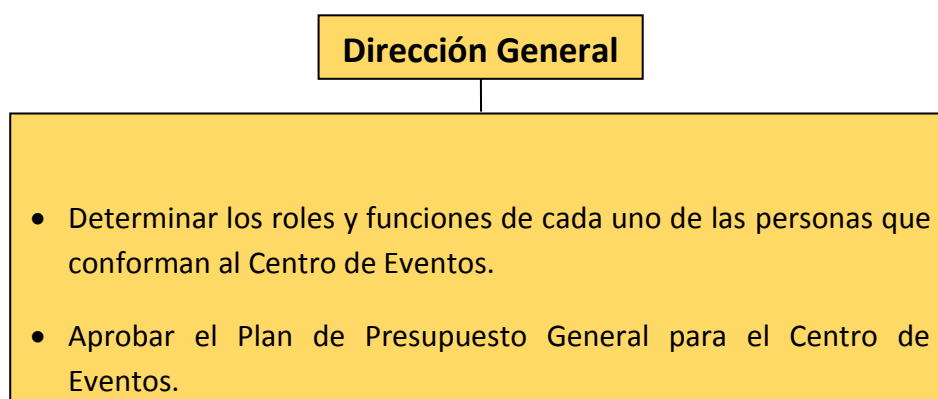 Dirección General
• Determinar los roles y funciones de cada uno de las personas que
conforman al Centro de Eventos.
• Aprobar el Plan de Presupuesto General para el Centro de
Eventos.